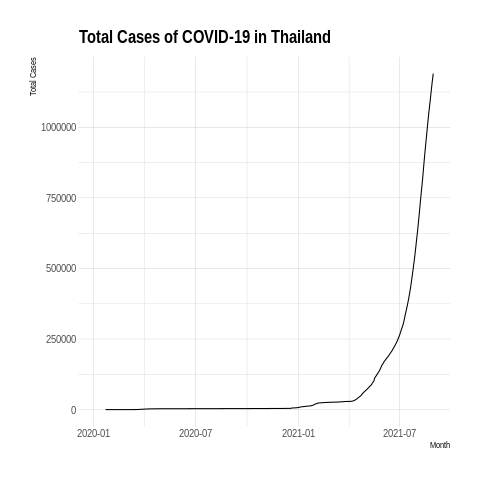 Total Cases of COVID-19 in Thailand
Total Cases
1000000
750000
500000
250000
0
2020-01 2020-07 2021-01 2021-07
Month